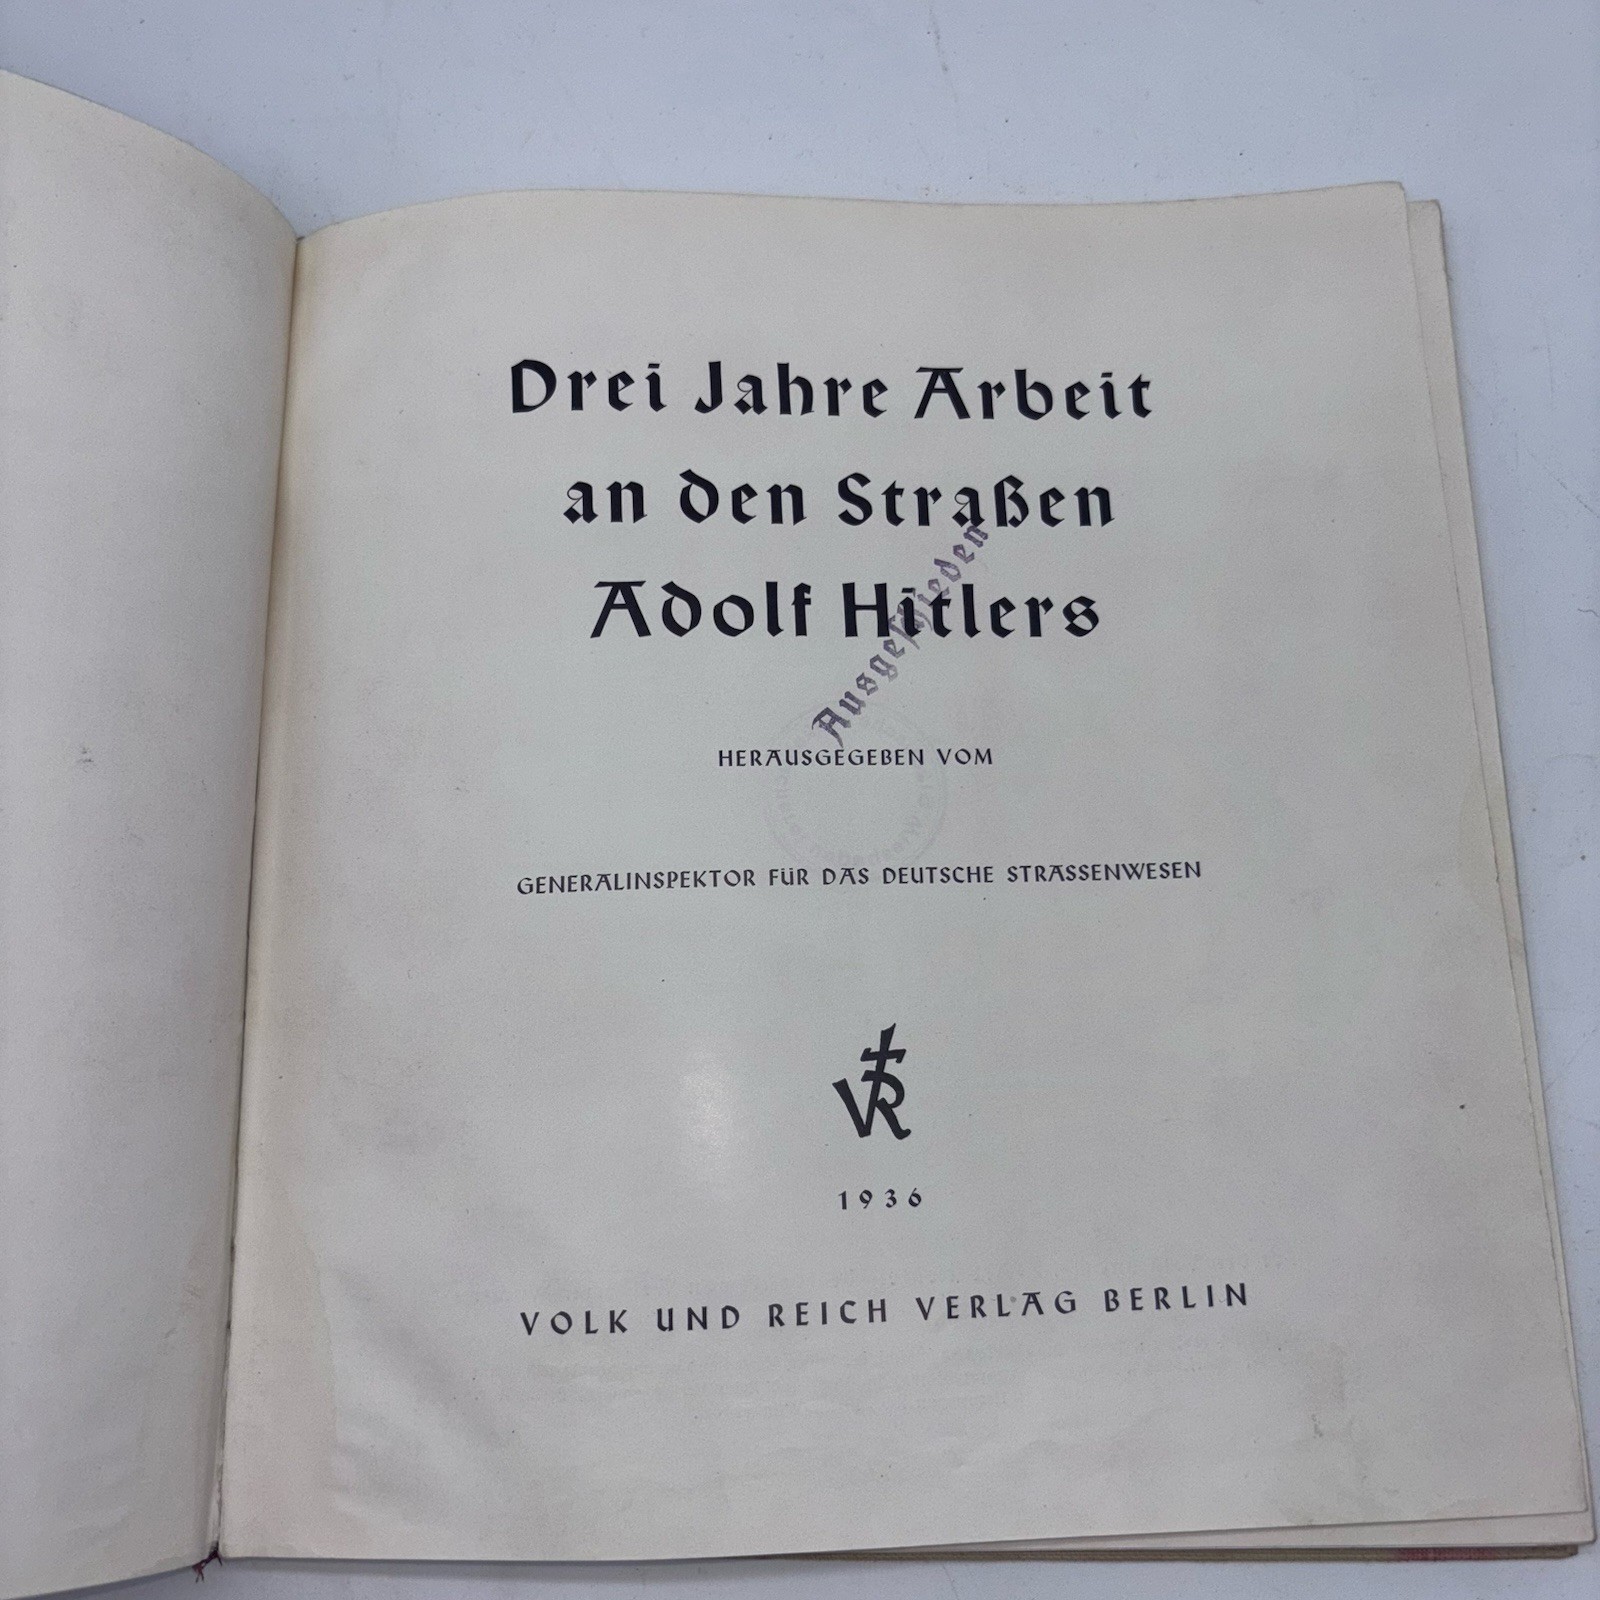 Drei Jahre Arbeit
an den Straßen
Adolf Hitlers
Ausgeschieden
HERAUSGEGEBEN VOM
GENERALINSPEKTOR FÜR DAS DEUTSCHE STRASSENWESEN
VR
1936
VOLK UND REICH VERLAG BERLIN